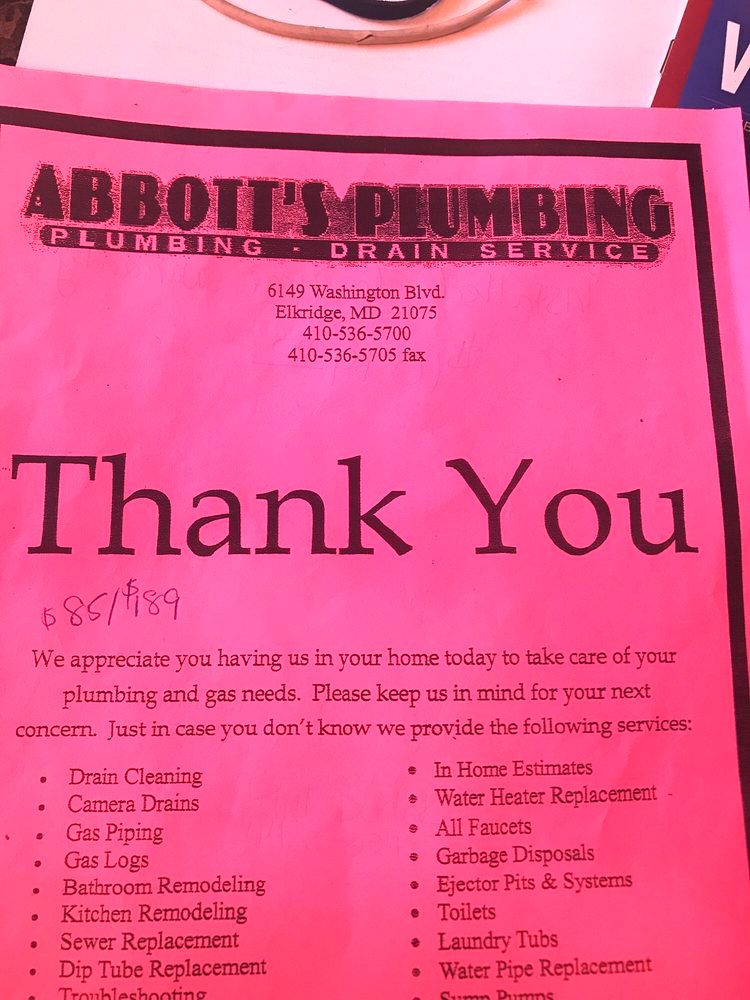 ABBOTT'S PLUMBING
PLUMBING - DRAIN SERVICE
6149 Washington Blvd.
Elkridge, MD 21075
410-536-5700
410-536-5705 fax
Thank You
$85/$189
We appreciate you having us in your home today to take care of your
plumbing and gas needs. Please keep us in mind for your next
concern. Just in case you don't know we provide the following services:
• Drain Cleaning
• Camera Drains
• Gas Piping
• Gas Logs
• Bathroom Remodeling
• Kitchen Remodeling
• Sewer Replacement
• Dip Tube Replacement
• Troubleshooting
• In Home Estimates
• Water Heater Replacement
• All Faucets
• Garbage Disposals
• Ejector Pits & Systems
• Toilets
• Laundry Tubs
• Water Pipe Replacement
• Sump Pumps